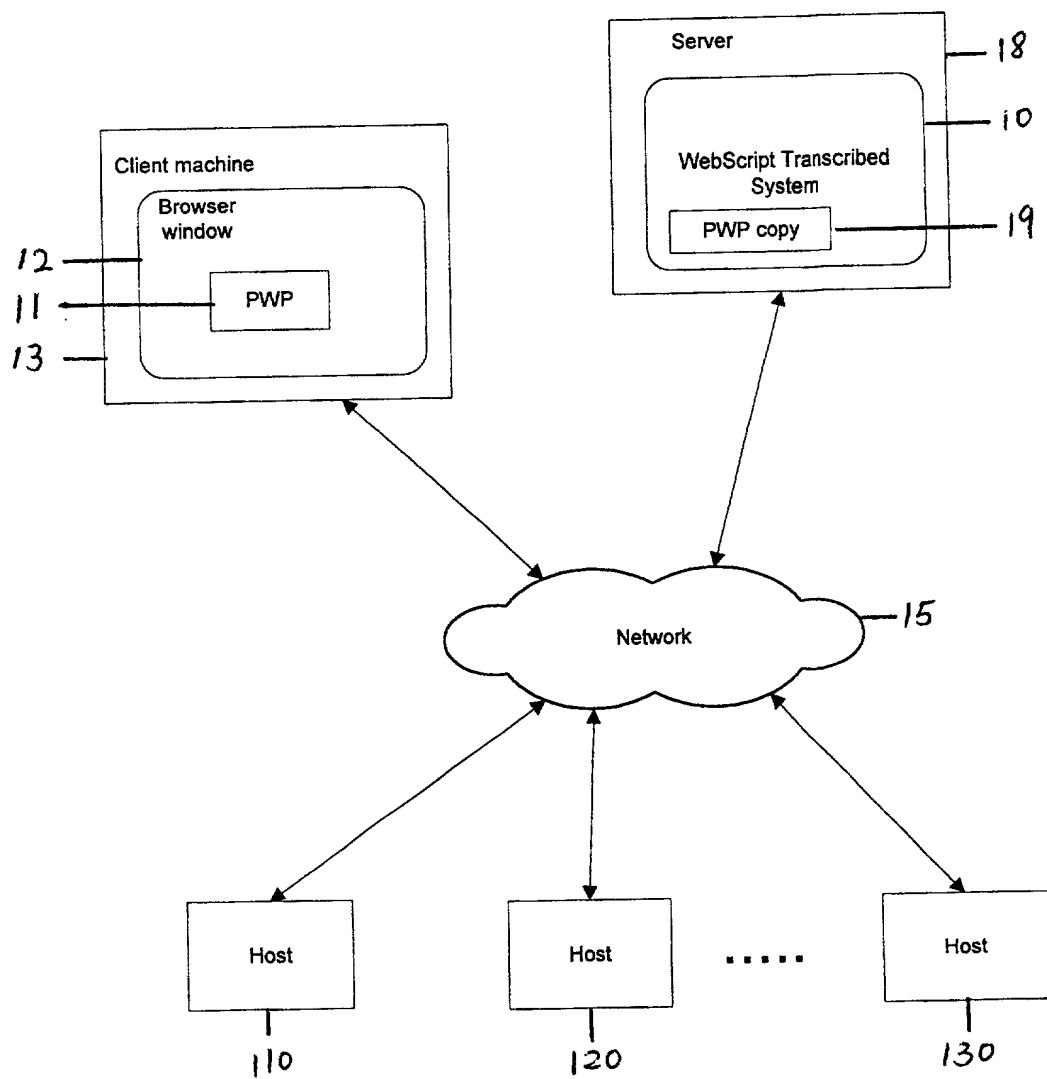 Server
18
10
WebScript Transcribed
System
PWP copy
19
Client machine
Browser
window
12
PWP
11
13
Network
15
Host
Host
.....
Host
110
120
130